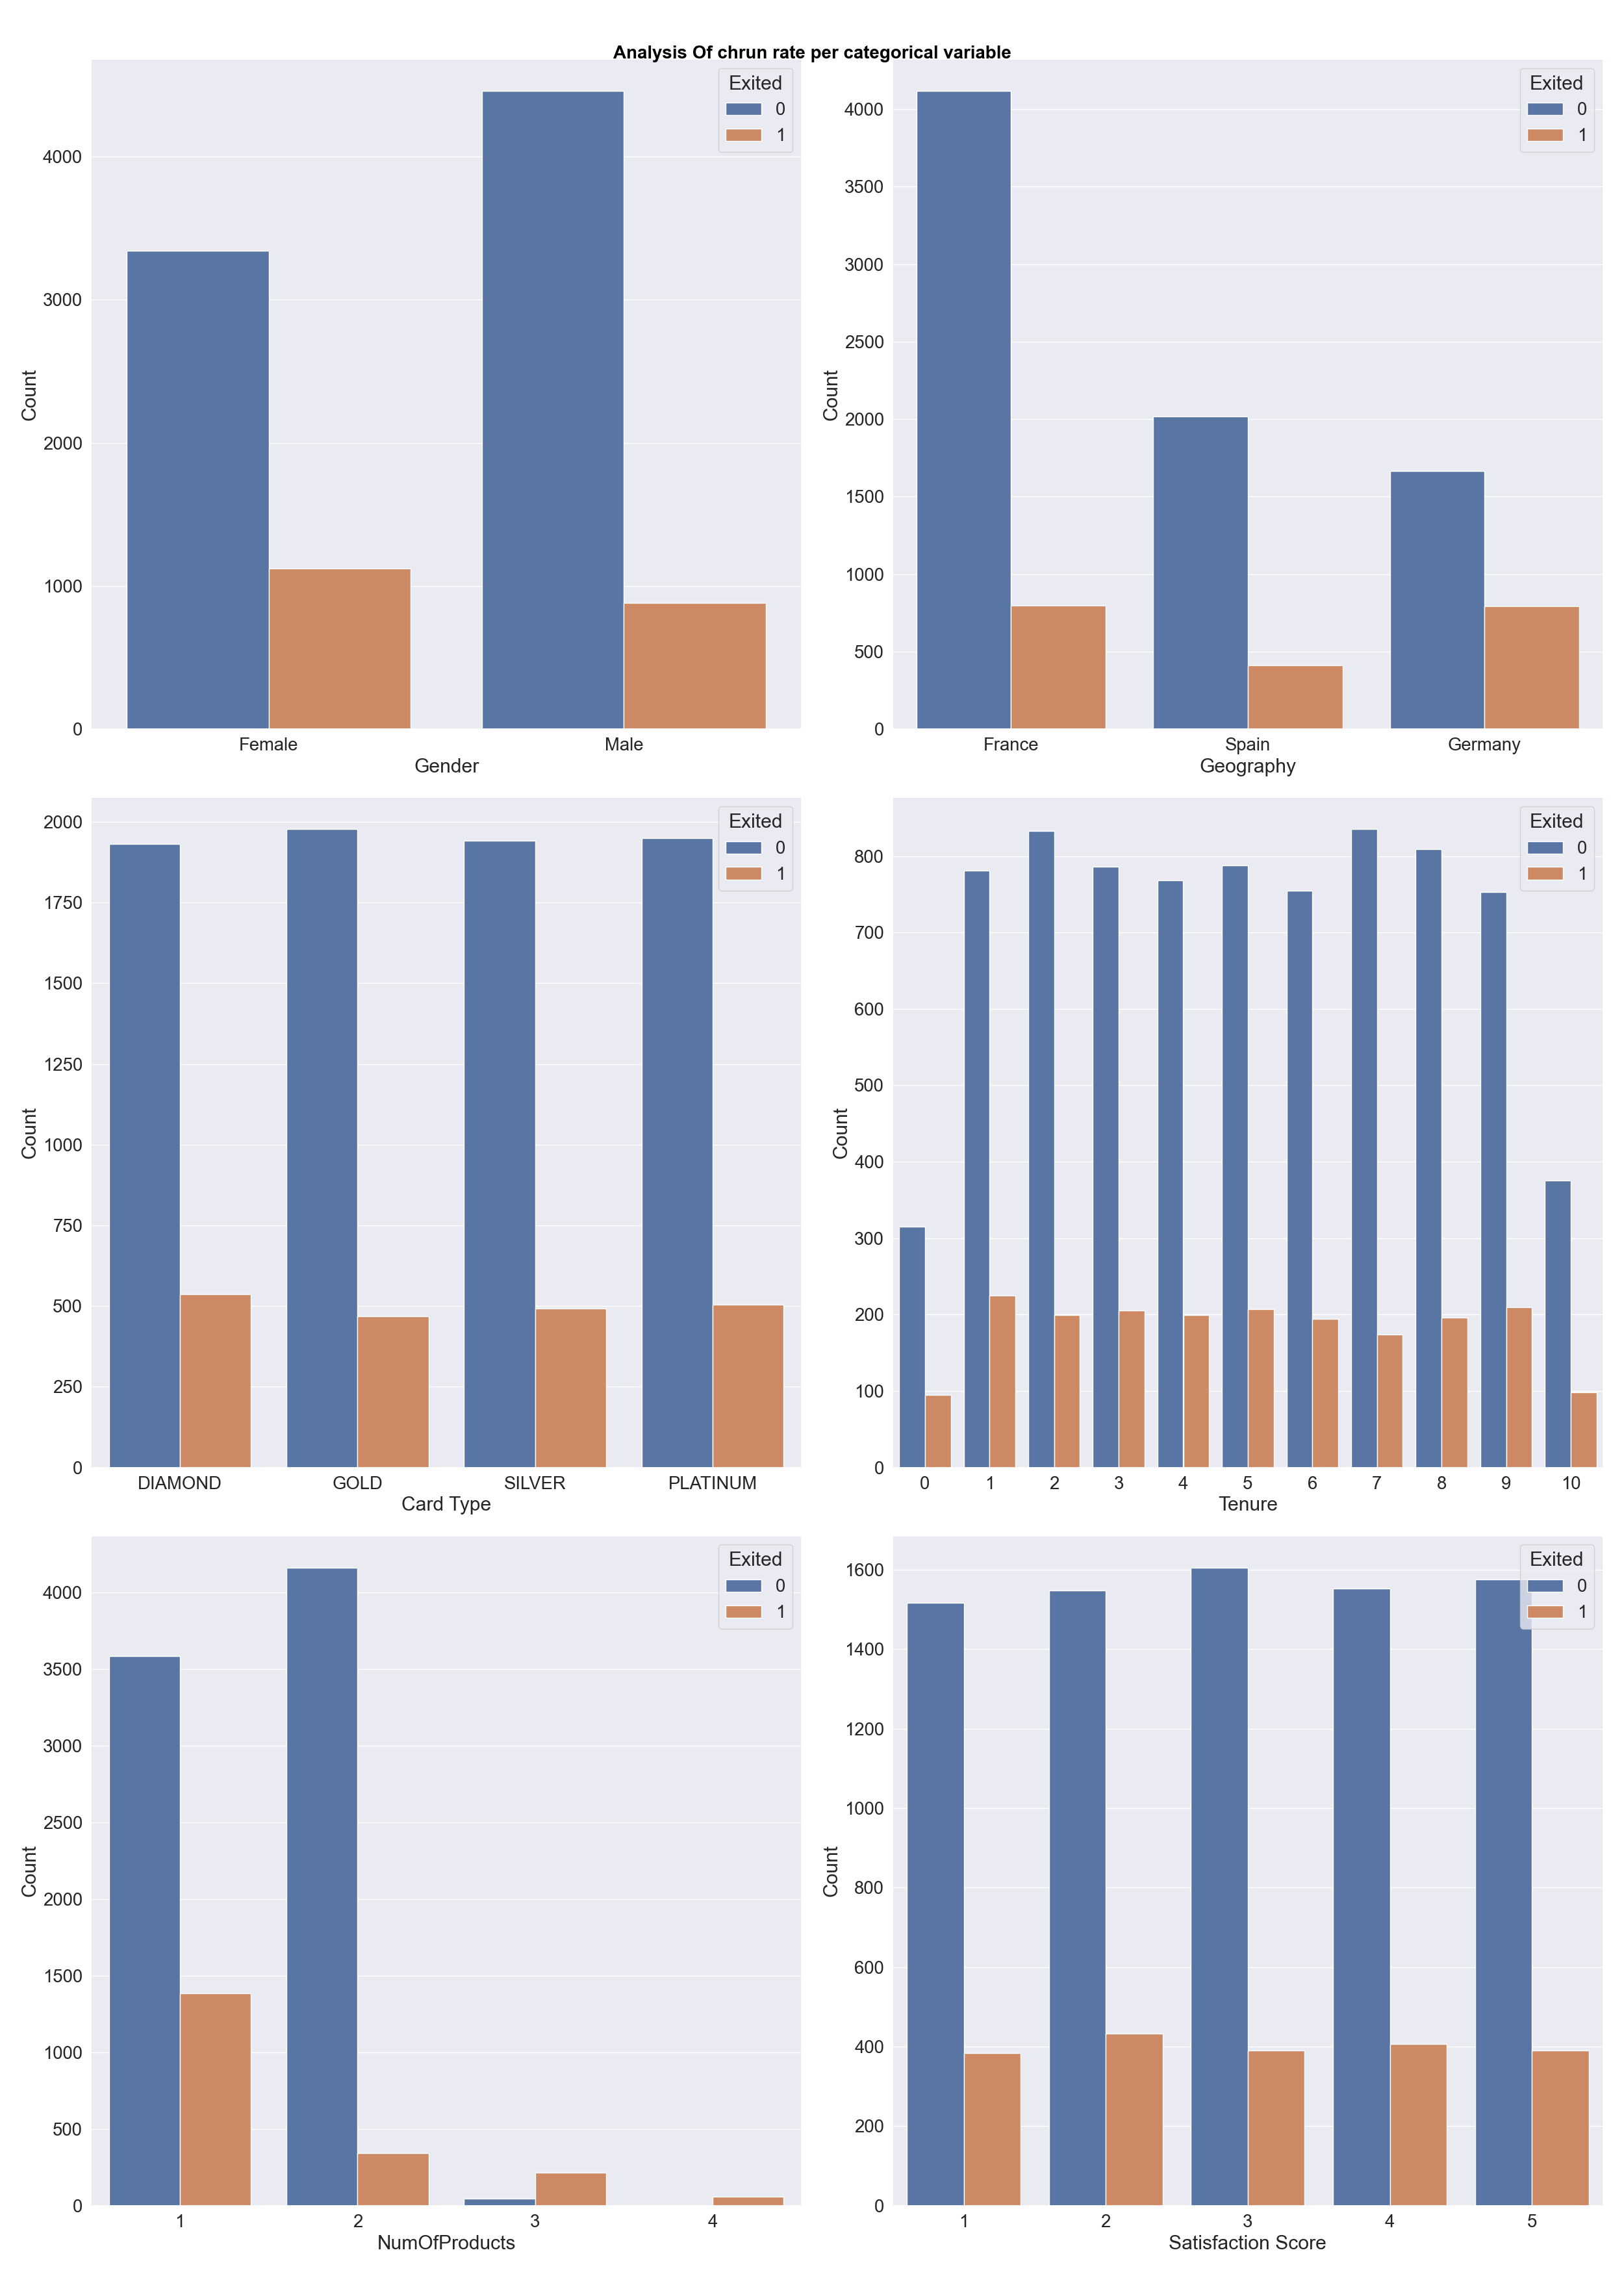 Analysis Of chrun rate per categorical variable
Exited
0
1
4000
3000
2000
1000
0
Count
Female Male
Gender
Exited
0
1
4000
3500
3000
2500
2000
1500
1000
500
0
Count
France Spain Germany
Geography
Exited
0
1
2000
1750
1500
1250
1000
750
500
250
0
Count
DIAMOND GOLD SILVER PLATINUM
Card Type
Exited
0
1
800
700
600
500
400
300
200
100
0
Count
0 1 2 3 4 5 6 7 8 9 10
Tenure
Exited
0
1
4000
3500
3000
2500
2000
1500
1000
500
0
Count
1 2 3 4
NumOfProducts
Exited
0
1
1600
1400
1200
1000
800
600
400
200
0
Count
1 2 3 4 5
Satisfaction Score